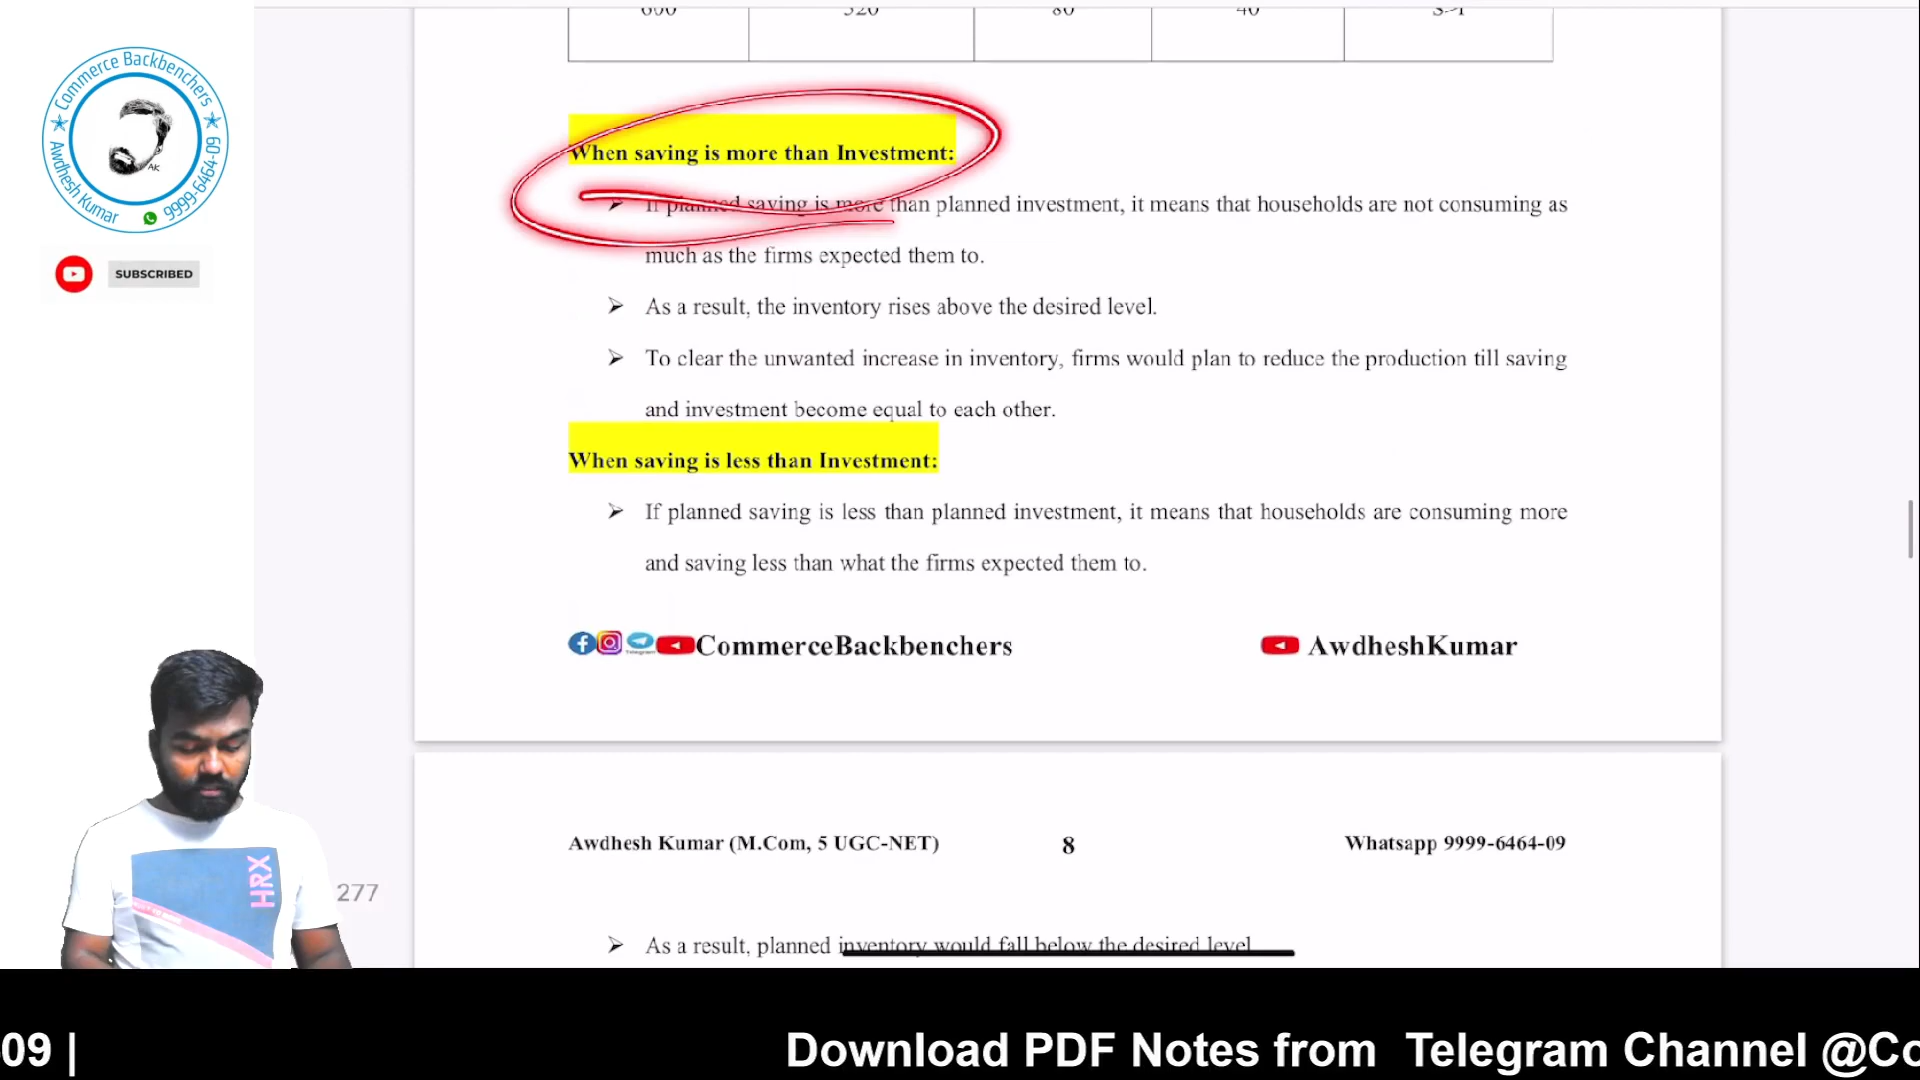 600 520 80 40 S>I
Commerce Backbenchers
Awdhesh Kumar
9999-6464-09
AK
SUBSCRIBED
When saving is more than Investment:
➢ If planned saving is more than planned investment, it means that households are not consuming as
much as the firms expected them to.
➢ As a result, the inventory rises above the desired level.
➢ To clear the unwanted increase in inventory, firms would plan to reduce the production till saving
and investment become equal to each other.
When saving is less than Investment:
➢ If planned saving is less than planned investment, it means that households are consuming more
and saving less than what the firms expected them to.
CommerceBackbenchers AwdheshKumar
Awdhesh Kumar (M.Com, 5 UGC-NET) 8 Whatsapp 9999-6464-09
HRX
277
➢ As a result, planned inventory would fall below the desired level
09 | Download PDF Notes from Telegram Channel @Co